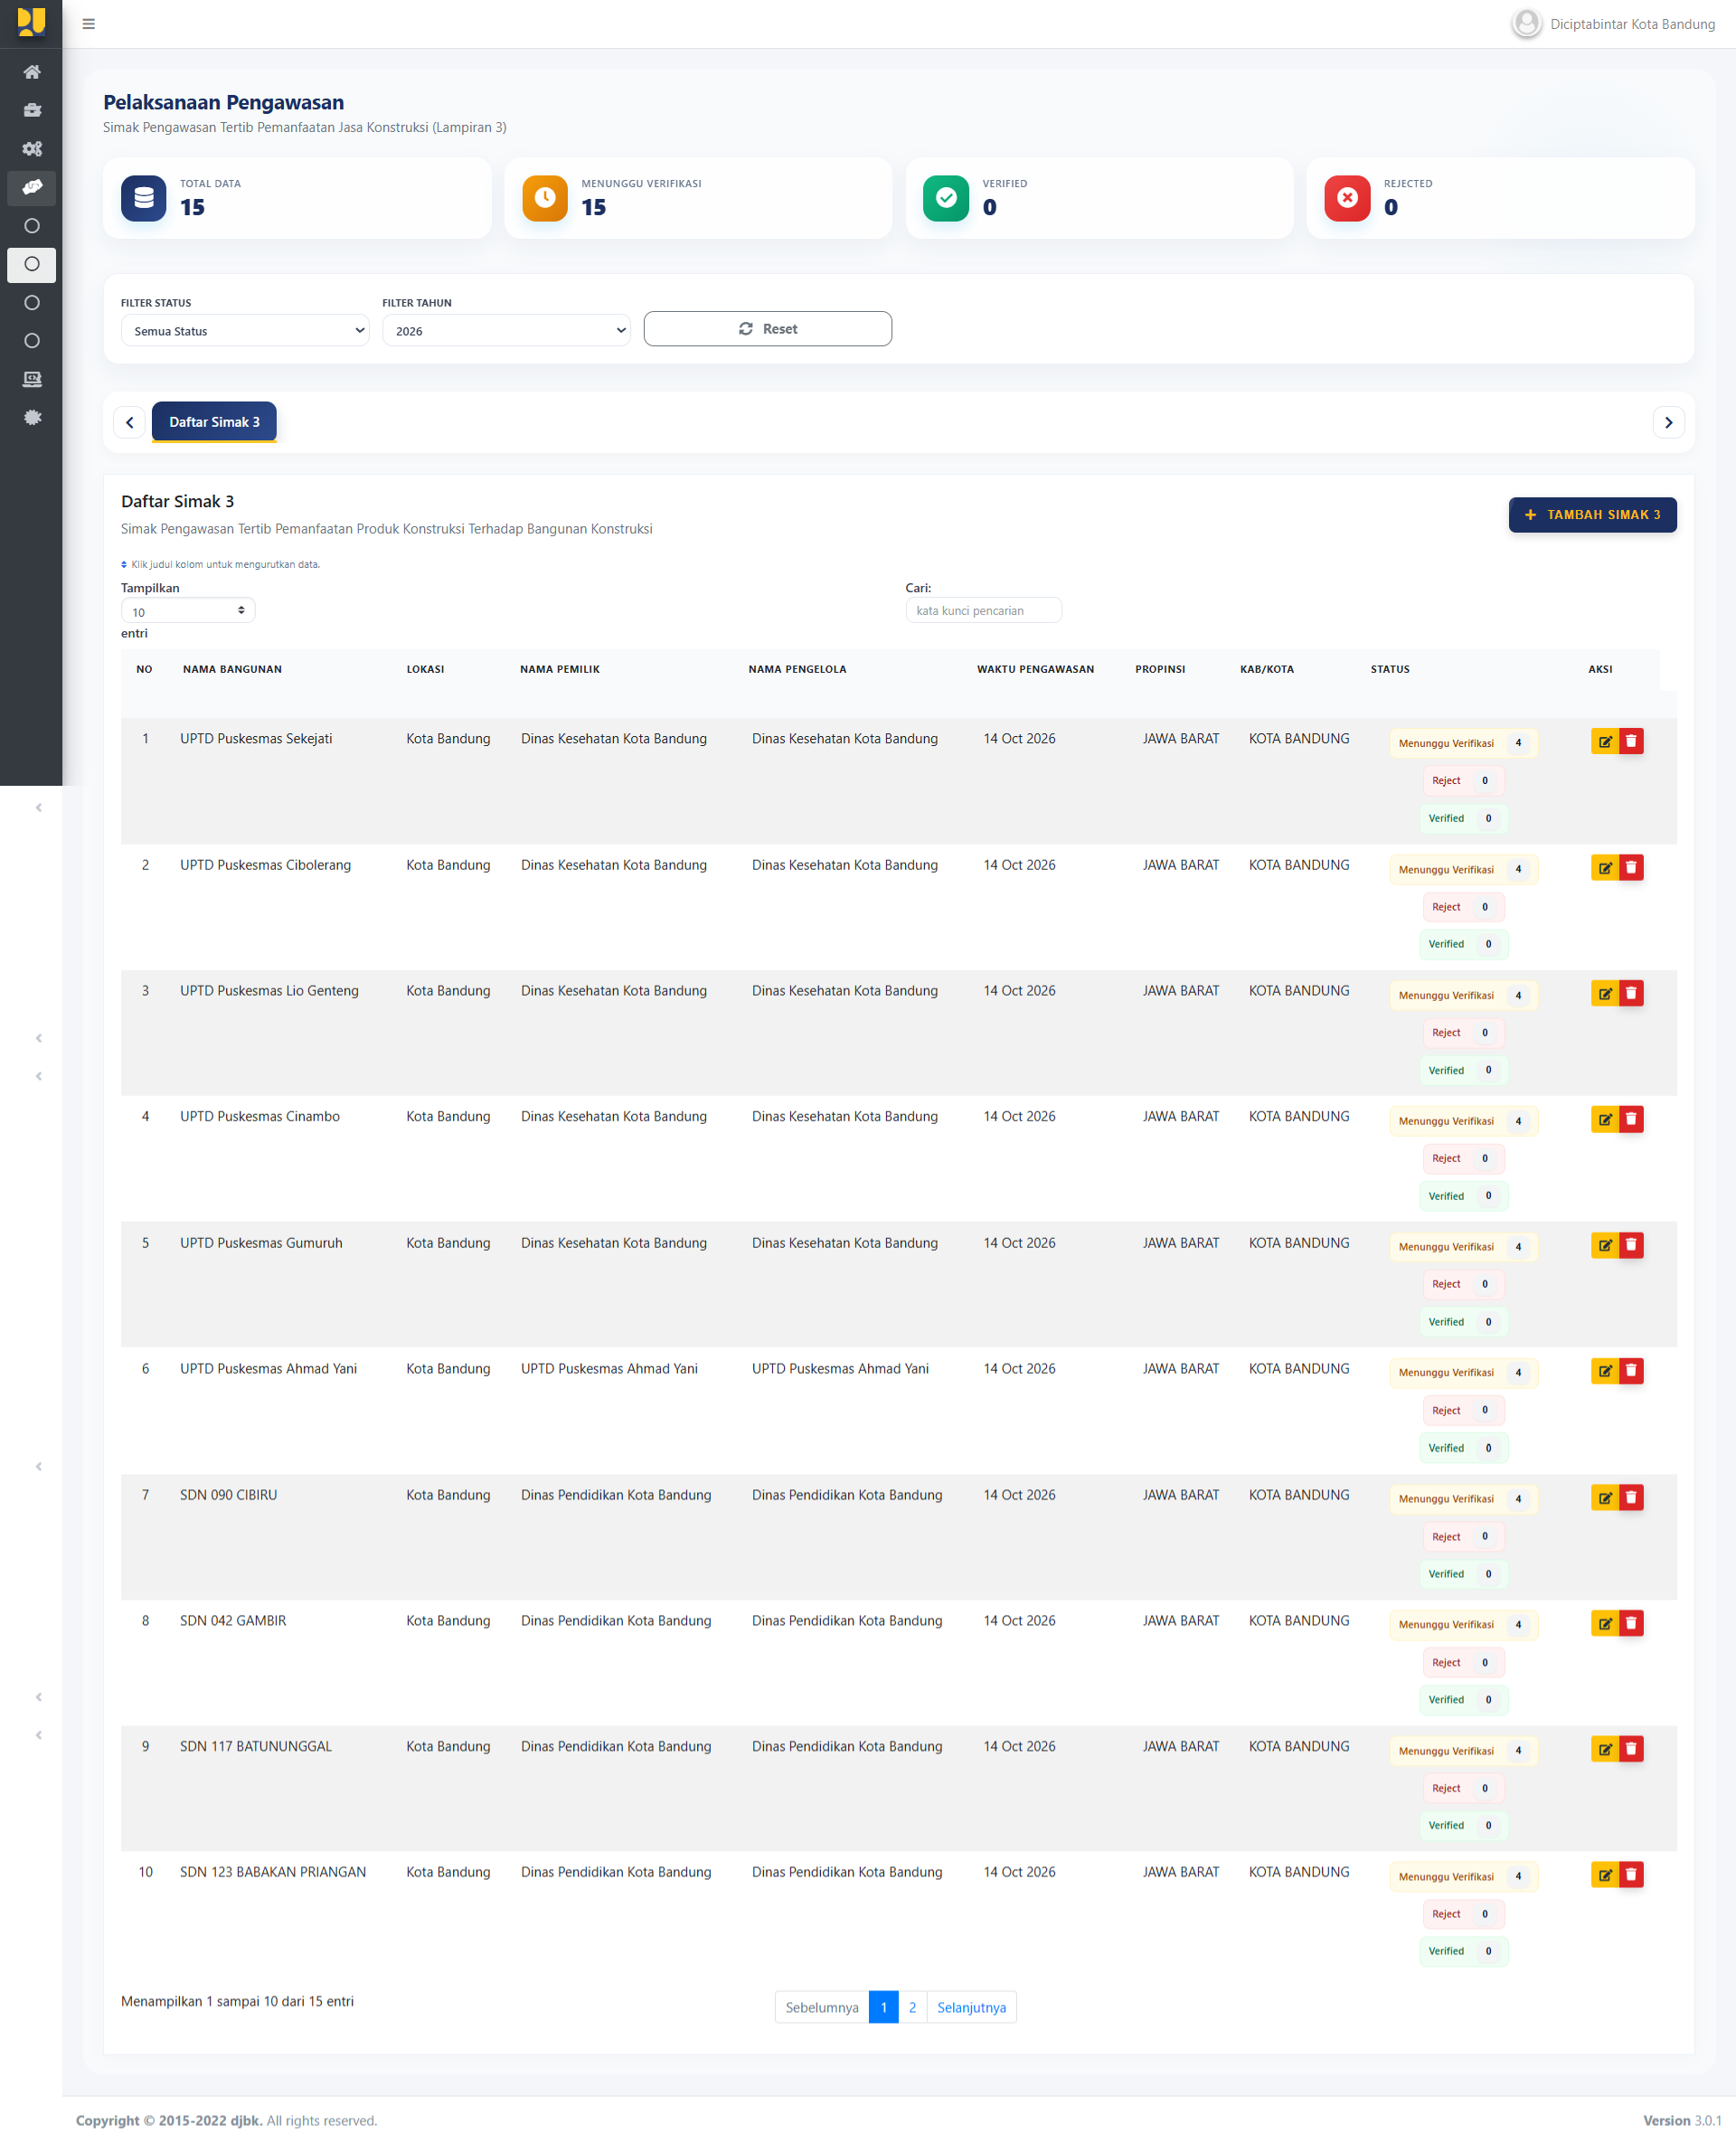 Diciptabintar Kota Bandung
Pelaksanaan Pengawasan
Simak Pengawasan Tertib Pemanfaatan Jasa Konstruksi (Lampiran 3)
TOTAL DATA
15
MENUNGGU VERIFIKASI
15
VERIFIED
0
REJECTED
0
FILTER STATUS
Semua Status
FILTER TAHUN
2026
Reset
Daftar Simak 3
Daftar Simak 3
Simak Pengawasan Tertib Pemanfaatan Produk Konstruksi Terhadap Bangunan Konstruksi
+ TAMBAH SIMAK 3
Klik judul kolom untuk mengurutkan data.
Tampilkan
10
entri
Cari:
kata kunci pencarian
NO NAMA BANGUNAN LOKASI NAMA PEMILIK NAMA PENGELOLA WAKTU PENGAWASAN PROPINSI KAB/KOTA STATUS AKSI
1 UPTD Puskesmas Sekejati Kota Bandung Dinas Kesehatan Kota Bandung Dinas Kesehatan Kota Bandung 14 Oct 2026 JAWA BARAT KOTA BANDUNG Menunggu Verifikasi 4
Reject 0
Verified 0
2 UPTD Puskesmas Cibolerang Kota Bandung Dinas Kesehatan Kota Bandung Dinas Kesehatan Kota Bandung 14 Oct 2026 JAWA BARAT KOTA BANDUNG Menunggu Verifikasi 4
Reject 0
Verified 0
3 UPTD Puskesmas Lio Genteng Kota Bandung Dinas Kesehatan Kota Bandung Dinas Kesehatan Kota Bandung 14 Oct 2026 JAWA BARAT KOTA BANDUNG Menunggu Verifikasi 4
Reject 0
Verified 0
4 UPTD Puskesmas Cinambo Kota Bandung Dinas Kesehatan Kota Bandung Dinas Kesehatan Kota Bandung 14 Oct 2026 JAWA BARAT KOTA BANDUNG Menunggu Verifikasi 4
Reject 0
Verified 0
5 UPTD Puskesmas Gumuruh Kota Bandung Dinas Kesehatan Kota Bandung Dinas Kesehatan Kota Bandung 14 Oct 2026 JAWA BARAT KOTA BANDUNG Menunggu Verifikasi 4
Reject 0
Verified 0
6 UPTD Puskesmas Ahmad Yani Kota Bandung UPTD Puskesmas Ahmad Yani UPTD Puskesmas Ahmad Yani 14 Oct 2026 JAWA BARAT KOTA BANDUNG Menunggu Verifikasi 4
Reject 0
Verified 0
7 SDN 090 CIBIRU Kota Bandung Dinas Pendidikan Kota Bandung Dinas Pendidikan Kota Bandung 14 Oct 2026 JAWA BARAT KOTA BANDUNG Menunggu Verifikasi 4
Reject 0
Verified 0
8 SDN 042 GAMBIR Kota Bandung Dinas Pendidikan Kota Bandung Dinas Pendidikan Kota Bandung 14 Oct 2026 JAWA BARAT KOTA BANDUNG Menunggu Verifikasi 4
Reject 0
Verified 0
9 SDN 117 BATUNUNGGAL Kota Bandung Dinas Pendidikan Kota Bandung Dinas Pendidikan Kota Bandung 14 Oct 2026 JAWA BARAT KOTA BANDUNG Menunggu Verifikasi 4
Reject 0
Verified 0
10 SDN 123 BABAKAN PRIANGAN Kota Bandung Dinas Pendidikan Kota Bandung Dinas Pendidikan Kota Bandung 14 Oct 2026 JAWA BARAT KOTA BANDUNG Menunggu Verifikasi 4
Reject 0
Verified 0
Menampilkan 1 sampai 10 dari 15 entri
Sebelumnya 1 2 Selanjutnya
Copyright © 2015-2022 djbk. All rights reserved.
Version 3.0.1